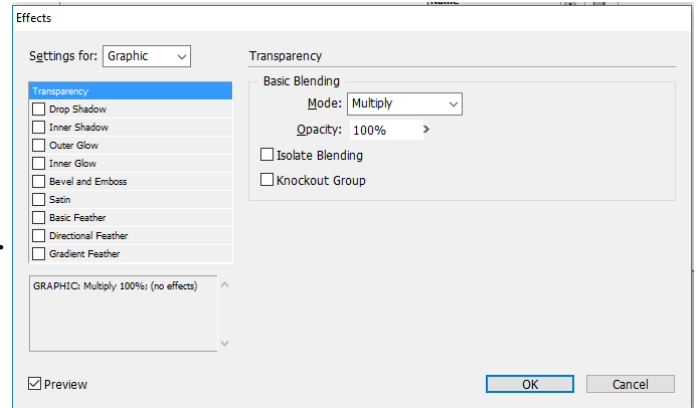 Effects
Settings for: Graphic
Transparency
Drop Shadow
Inner Shadow
Outer Glow
Inner Glow
Bevel and Emboss
Satin
Basic Feather
Directional Feather
Gradient Feather
GRAPHIC: Multiply 100%; (no effects)
Preview
Transparency
Basic Blending
Mode: Multiply
Opacity: 100%
Isolate Blending
Knockout Group
OK Cancel